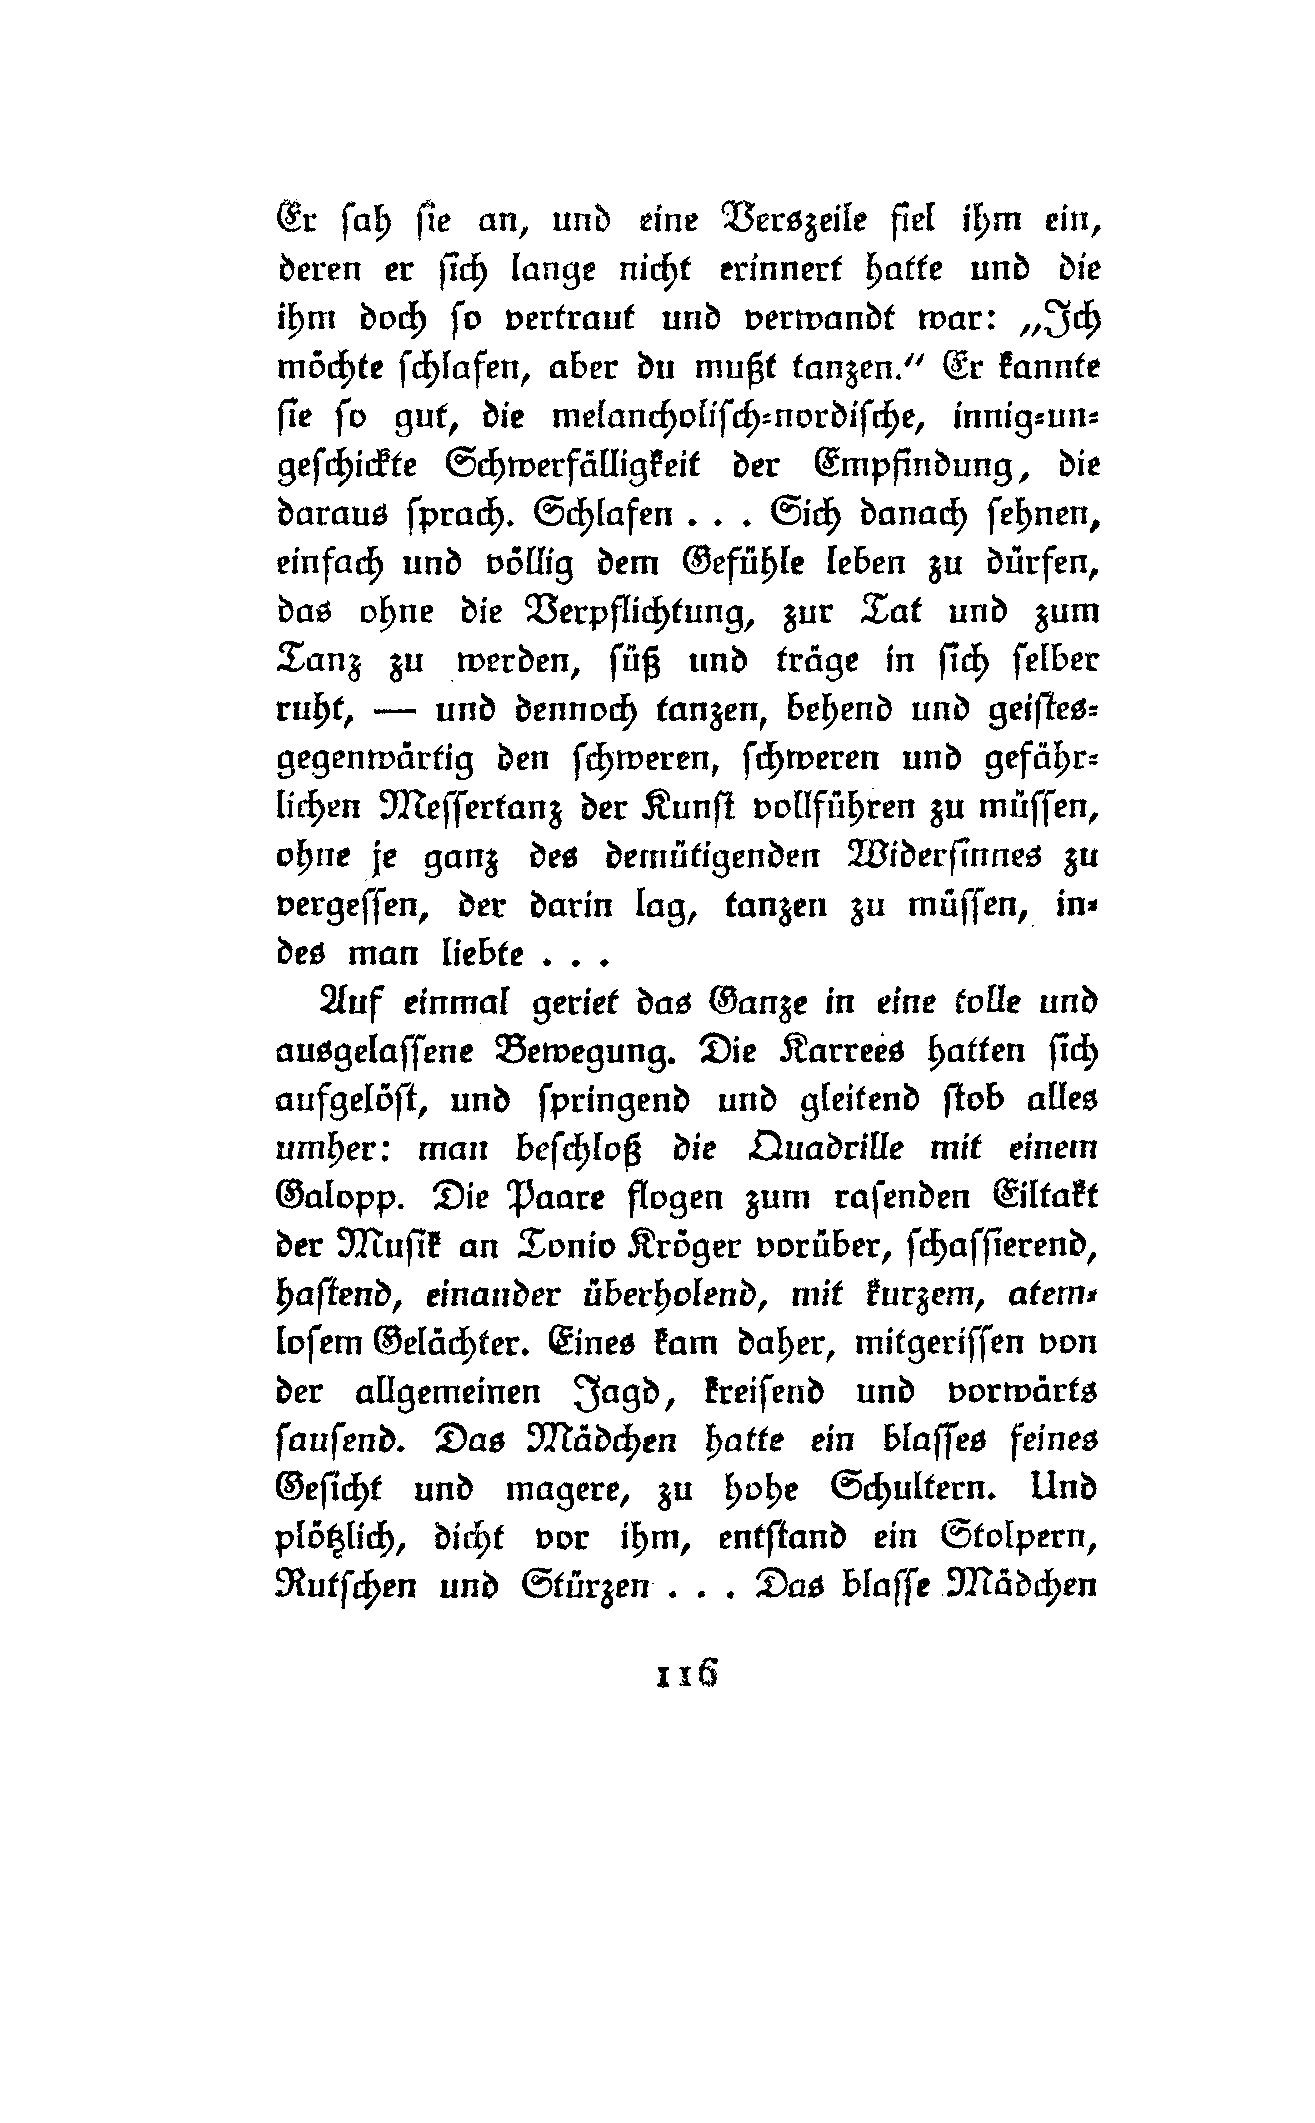 Er ſah ſie an, und eine Verszeile fiel ihm ein,
deren er ſich lange nicht erinnert hatte und die
ihm doch ſo vertraut und verwandt war: „Ich
möchte ſchlafen, aber du mußt tanzen.“ Er kannte
ſie ſo gut, die melancholiſch-nordiſche, innig-un-
geſchickte Schwerfälligkeit der Empfindung, die
daraus ſprach. Schlafen . . . Sich danach ſehnen,
einfach und völlig dem Gefühle leben zu dürfen,
das ohne die Verpflichtung, zur Tat und zum
Tanz zu werden, ſüß und träge in ſich ſelber
ruht, — und dennoch tanzen, behend und geiſtes-
gegenwärtig den ſchweren, ſchweren und gefähr-
lichen Meſſertanz der Kunſt vollführen zu müſſen,
ohne je ganz des demütigenden Widerſinnes zu
vergeſſen, der darin lag, tanzen zu müſſen, in-
des man liebte . . .
Auf einmal geriet das Ganze in eine tolle und
ausgelaſſene Bewegung. Die Karrees hatten ſich
aufgelöſt, und ſpringend und gleitend ſtob alles
umher: man beſchloß die Quadrille mit einem
Galopp. Die Paare flogen zum raſenden Eiltakt
der Muſik an Tonio Kröger vorüber, ſchaſſierend,
haſtend, einander überholend, mit kurzem, atem-
loſem Gelächter. Eines kam daher, mitgeriſſen von
der allgemeinen Jagd, kreiſend und vorwärts
ſauſend. Das Mädchen hatte ein blaſſes feines
Geſicht und magere, zu hohe Schultern. Und
plötzlich, dicht vor ihm, entſtand ein Stolpern,
Rutſchen und Stürzen . . . Das blaſſe Mädchen
116